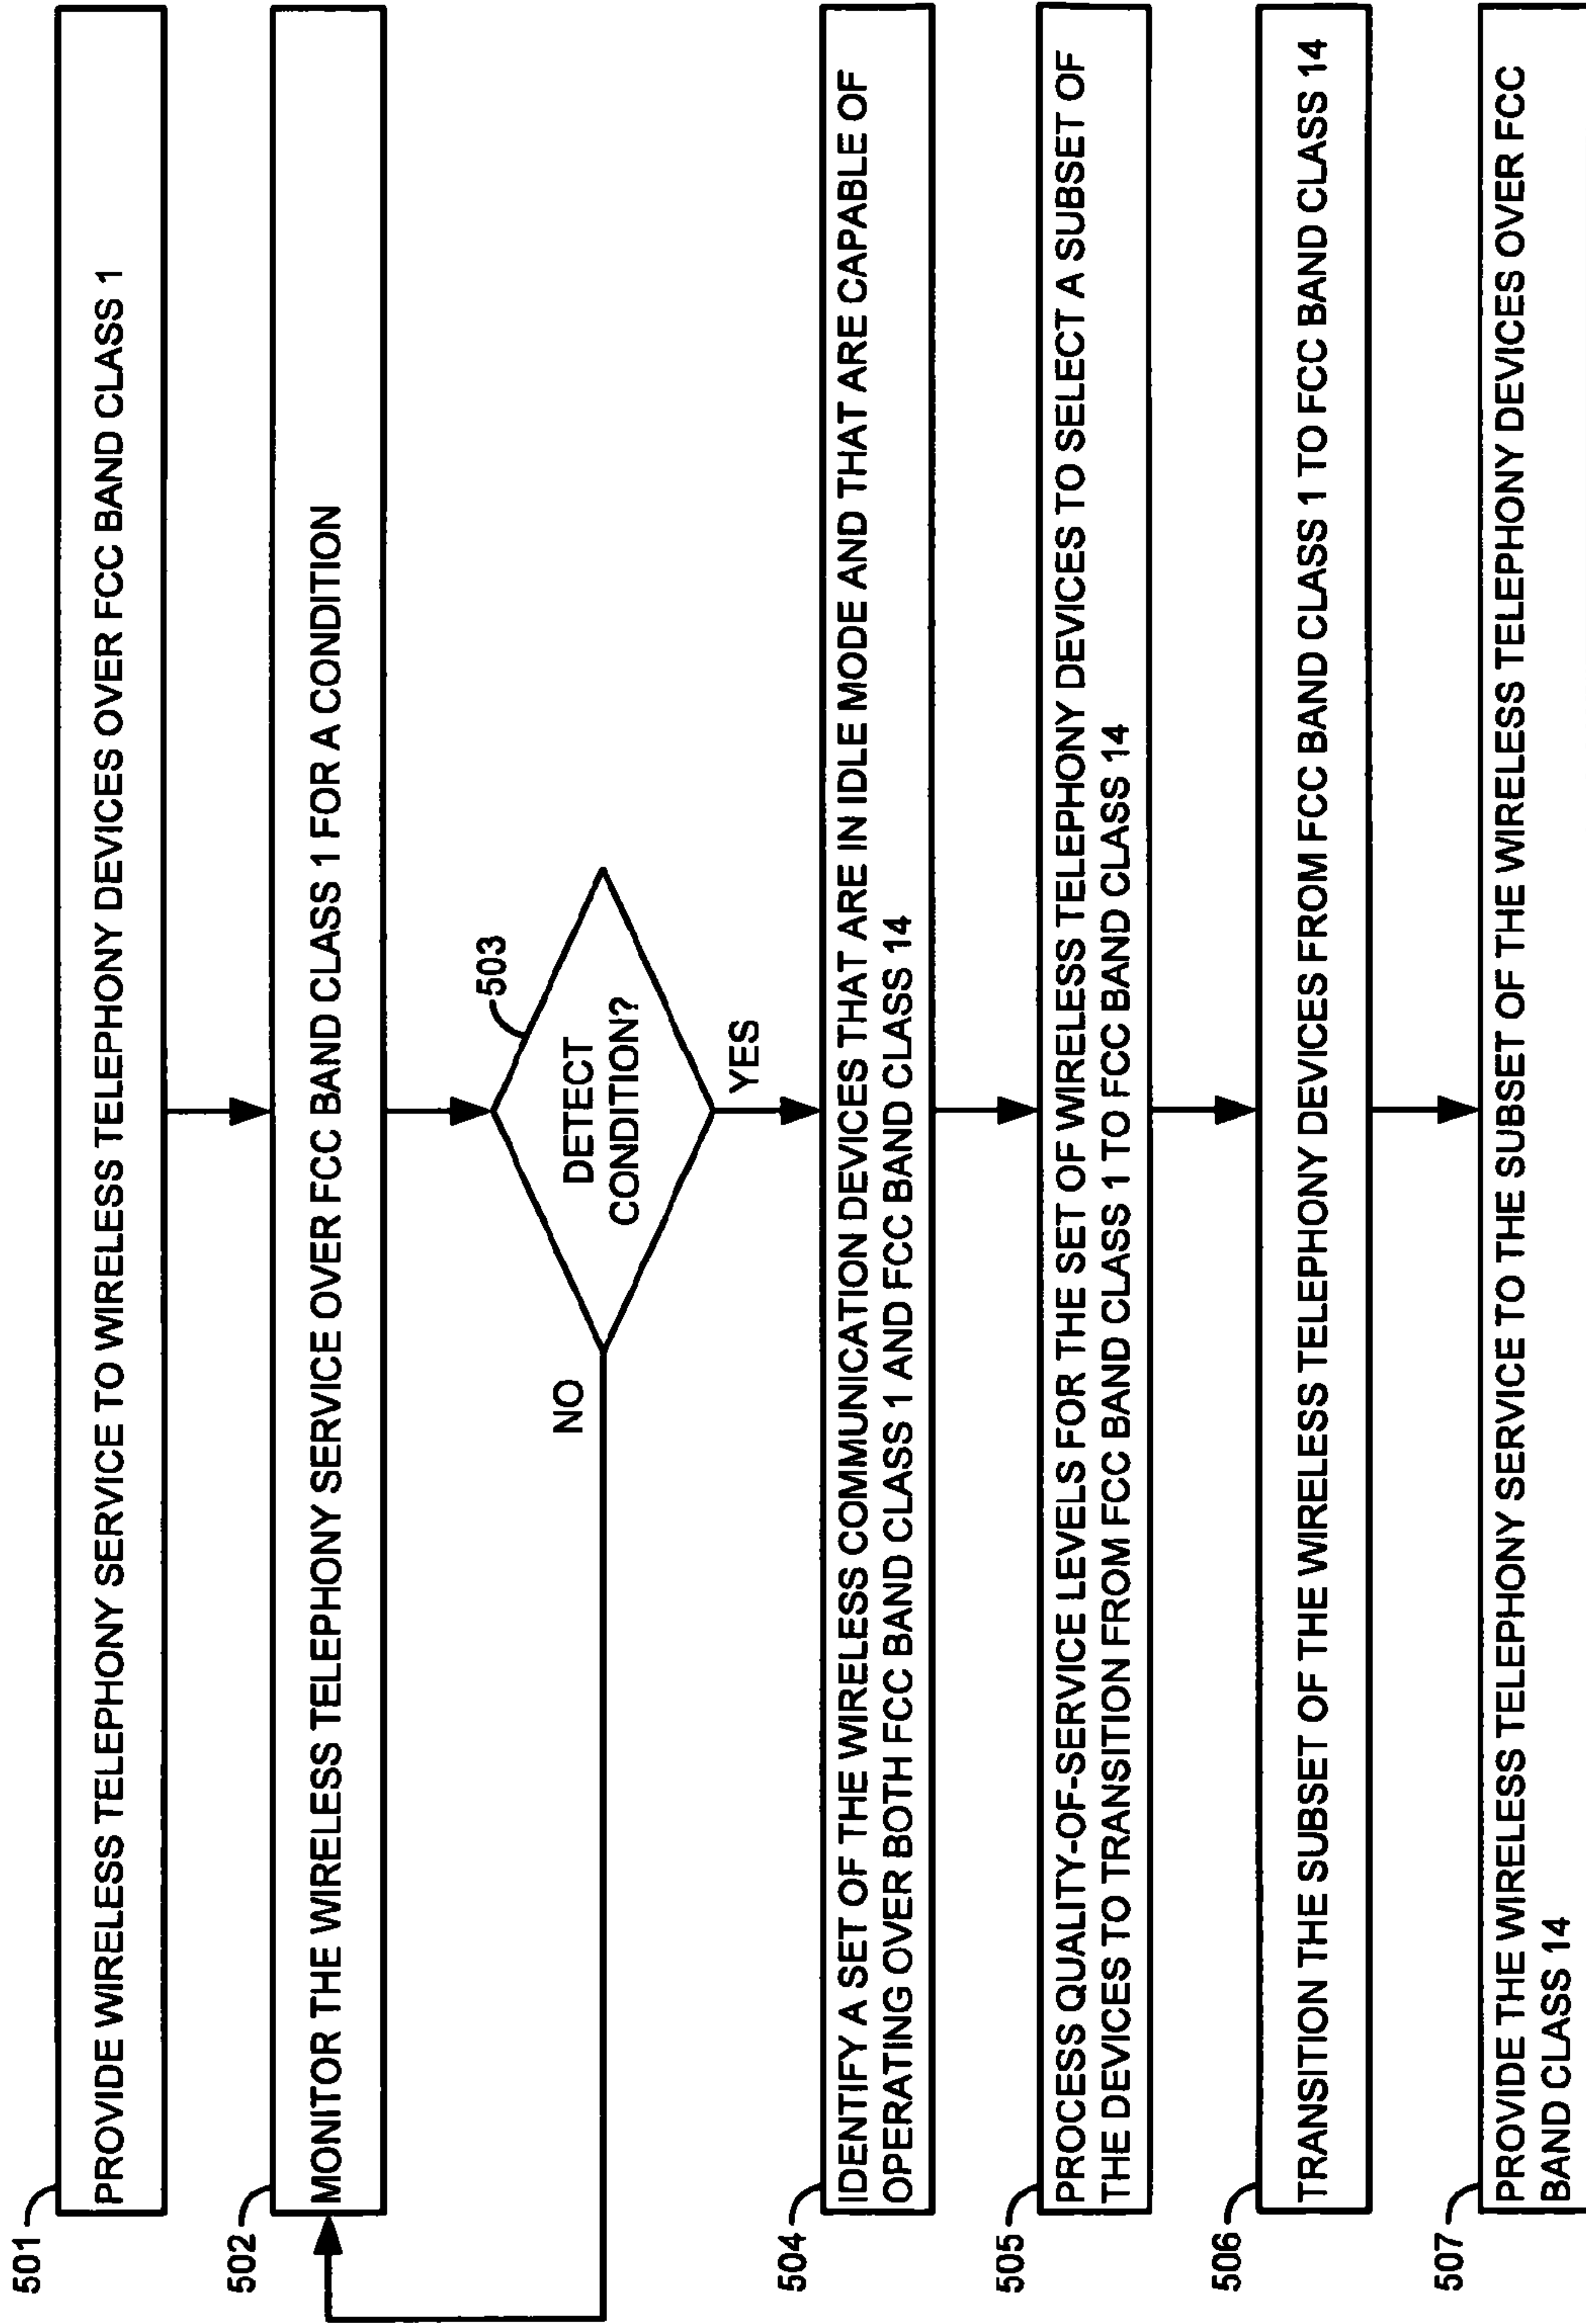 501
PROVIDE WIRELESS TELEPHONY SERVICE TO WIRELESS TELEPHONY DEVICES OVER FCC BAND CLASS 1
502
MONITOR THE WIRELESS TELEPHONY SERVICE OVER FCC BAND CLASS 1 FOR A CONDITION
503
DETECT
CONDITION?
NO
YES
504
IDENTIFY A SET OF THE WIRELESS COMMUNICATION DEVICES THAT ARE IN IDLE MODE AND THAT ARE CAPABLE OF
OPERATING OVER BOTH FCC BAND CLASS 1 AND FCC BAND CLASS 14
505
PROCESS QUALITY-OF-SERVICE LEVELS FOR THE SET OF WIRELESS TELEPHONY DEVICES TO SELECT A SUBSET OF
THE DEVICES TO TRANSITION FROM FCC BAND CLASS 1 TO FCC BAND CLASS 14
506
TRANSITION THE SUBSET OF THE WIRELESS TELEPHONY DEVICES FROM FCC BAND CLASS 1 TO FCC BAND CLASS 14
507
PROVIDE THE WIRELESS TELEPHONY SERVICE TO THE SUBSET OF THE WIRELESS TELEPHONY DEVICES OVER FCC
BAND CLASS 14